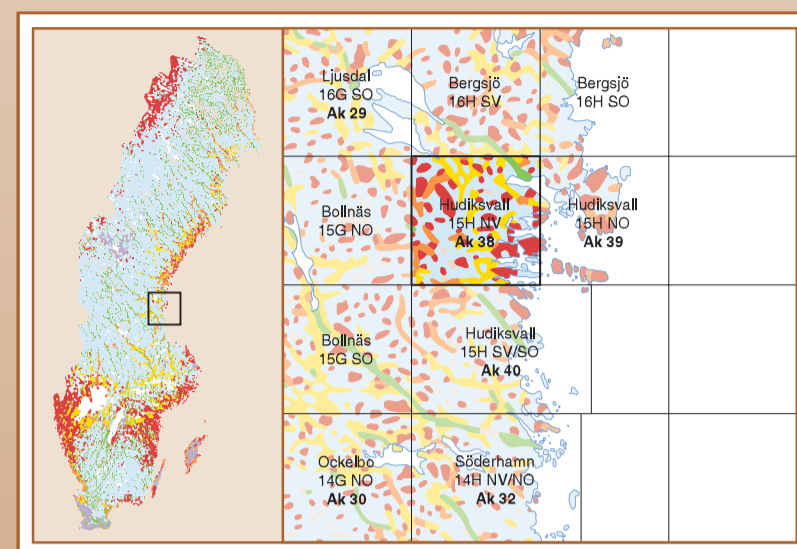 Ljusdal
16G SO
Ak 29
Bergsjö
16H SV
Bergsjö
16H SO
Bollnäs
15G NO
Hudiksvall
15H NV
Ak 38
Hudiksvall
15H NO
Ak 39
Bollnäs
15G SO
Hudiksvall
15H SV/SO
Ak 40
Ockelbo
14G NO
Ak 30
Söderhamn
14H NV/NO
Ak 32